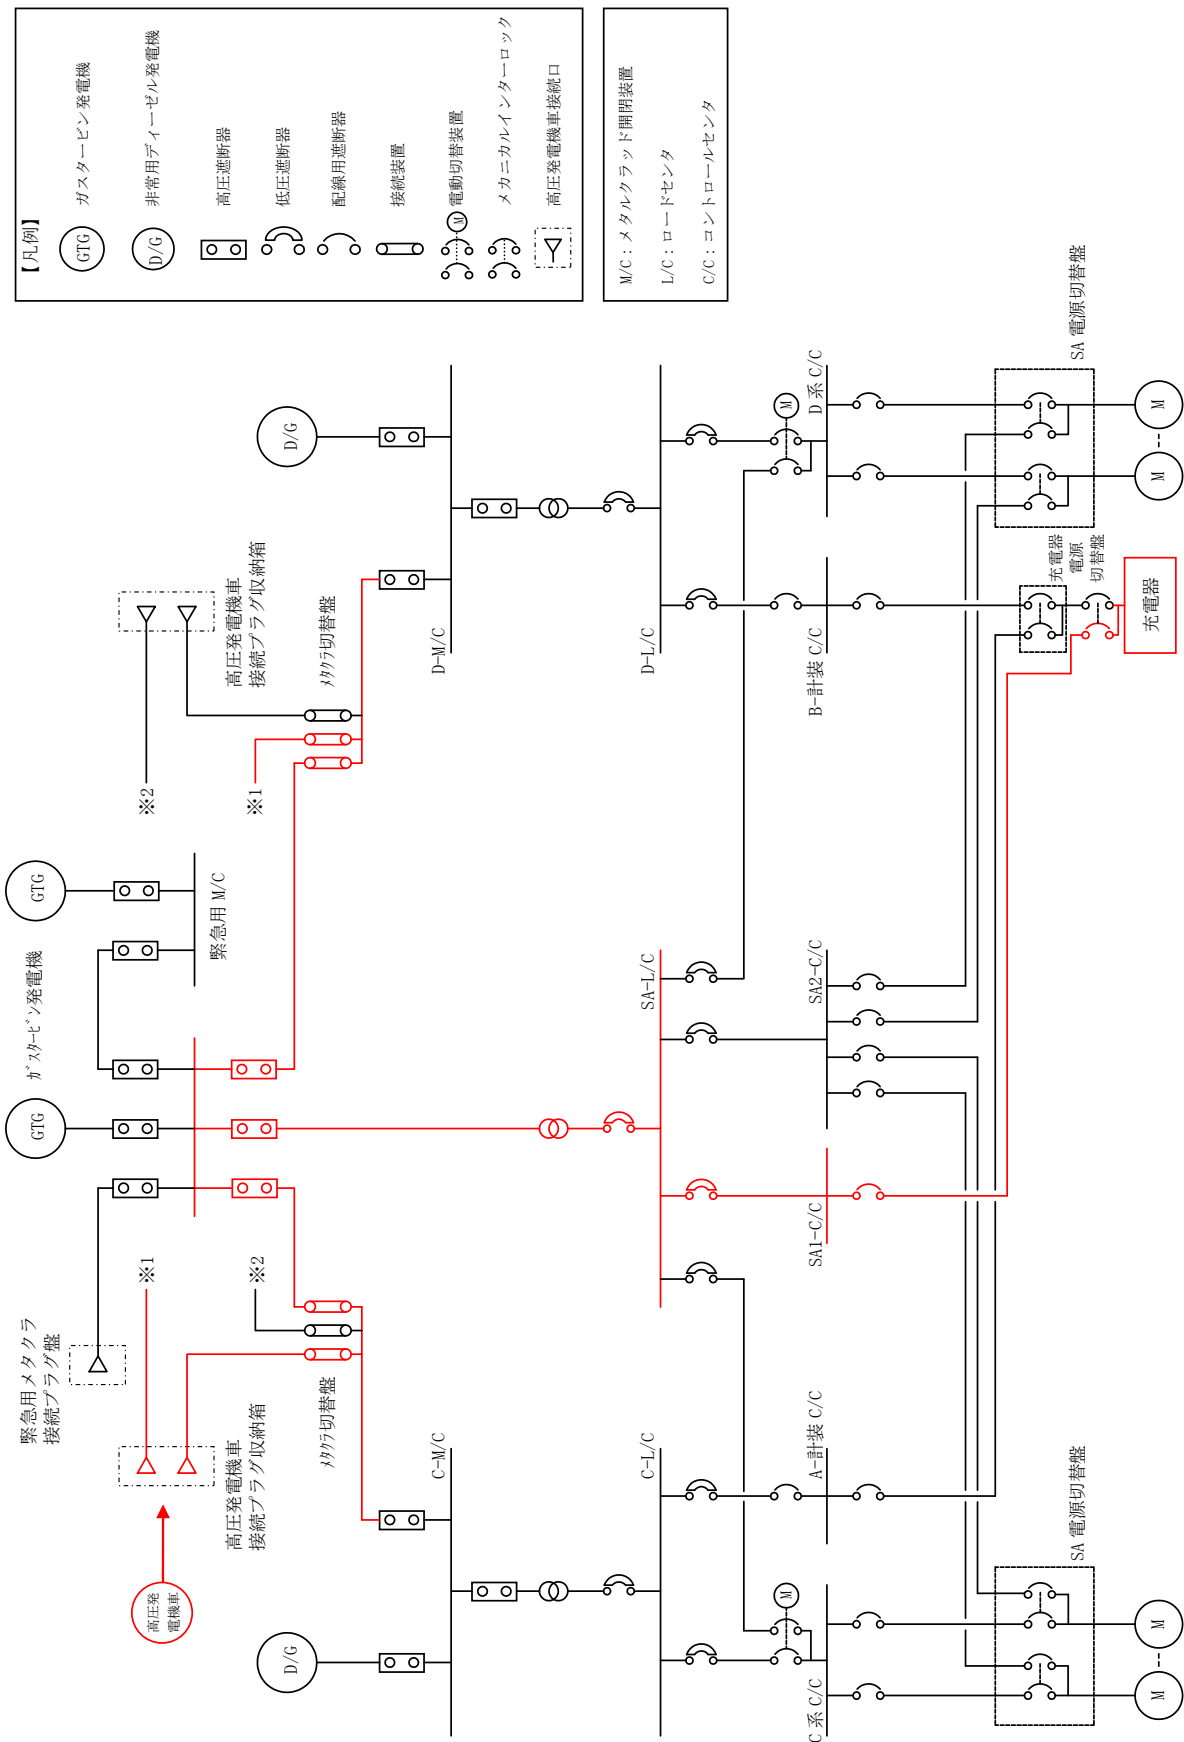 【凡例】
GTG ガスタービン発電機
D/G 非常用ディーゼル発電機
高圧遮断器
低圧遮断器
配線用遮断器
接続装置
M 電動切替装置
メカニカルインターロック
高圧発電機車接続口
M/C：メタルクラッド開閉装置
L/C：ロードセンタ
C/C：コントロールセンタ
高圧発
電機車
緊急用メタクラ
接続プラグ盤
ガスタービン発電機
GTG
GTG
緊急用 M/C
※1
※2
※2
※1
高圧発電機車
接続プラグ収納箱
高圧発電機車
接続プラグ収納箱
メタクラ切替盤
メタクラ切替盤
D/G
D/G
C-M/C
D-M/C
C-L/C
SA-L/C
D-L/C
M
M
C 系 C/C
A-計装 C/C
SA1-C/C
SA2-C/C
B-計装 C/C
D 系 C/C
SA 電源切替盤
充電器
電源
切替盤
SA 電源切替盤
充電器
M
M
M
M